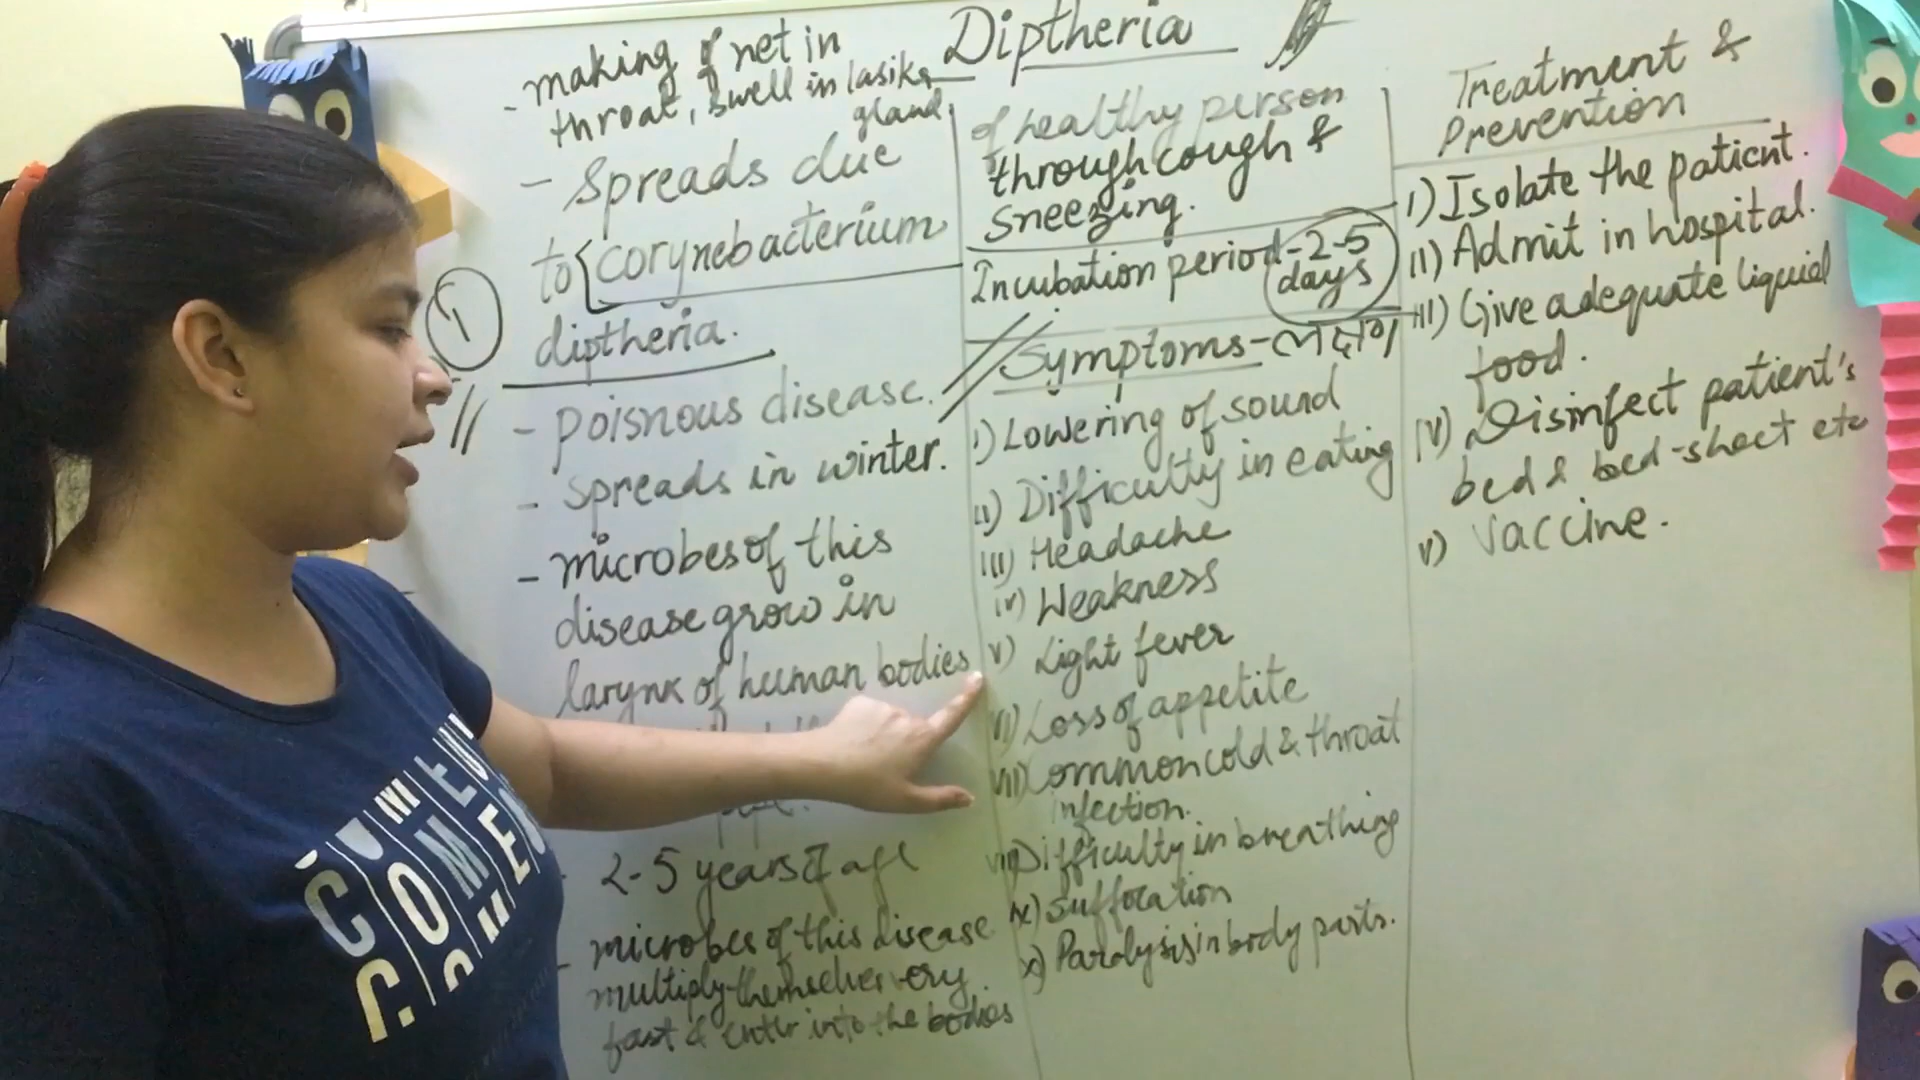 Diptheria
- making of net in
throat, swell in lasika
gland.
- Spreads due
to corynebacterium
diptheria.
1
- Poisnous disease.
- spreads in winter.
- microbes of this
disease grow in
larynx of human bodies
- 2-5 years of age
- microbes of this disease
multiply themselves very
fast & enter into the bodies
of healthy person
through cough &
sneezing.
Incubation period - 2-5
days
Symptoms -
i) Lowering of sound
ii) Difficulty in eating
iii) Headache
iv) Weakness
v) Light fever
vi) Loss of appetite
vii) Common cold & throat
infection.
viii) Difficulty in breathing
ix) Suffocation
x) Paralysis in body parts.
Treatment &
Prevention
i) Isolate the patient.
ii) Admit in hospital.
iii) Give adequate liquid
food.
iv) Disinfect patient's
bed & bed-sheet etc
v) Vaccine.